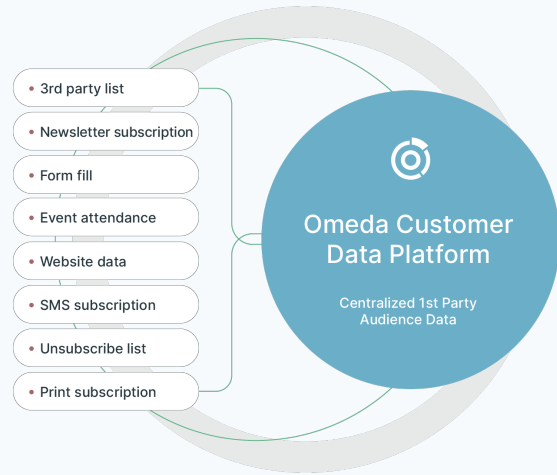 3rd party list
Newsletter subscription
Form fill
Event attendance
Website data
SMS subscription
Unsubscribe list
Print subscription
Omeda Customer
Data Platform
Centralized 1st Party
Audience Data